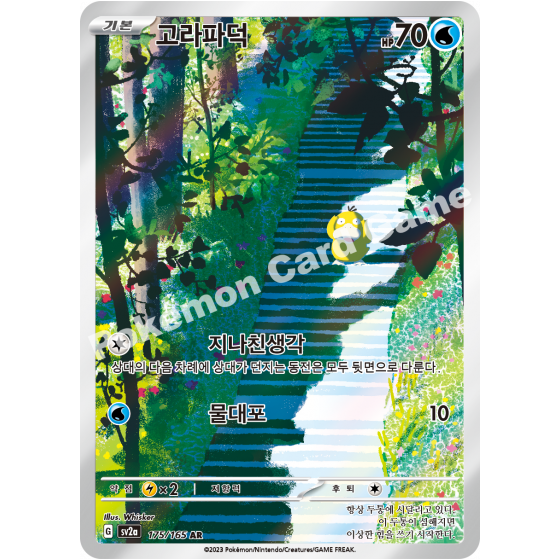 기본 고라파덕 HP 70
Pokémon Card Game
지나친생각
상대의 다음 차례에 상대가 던지는 동전은 모두 뒷면으로 다룬다.
물대포 10
약점 ×2 저항력 후퇴
Illus. Whisker
G sv2a 175/165 AR
항상 두통에 시달리고 있다.
이 두통이 심해지면
이상한 힘을 쓰기 시작한다.
©2023 Pokémon/Nintendo/Creatures/GAME FREAK.